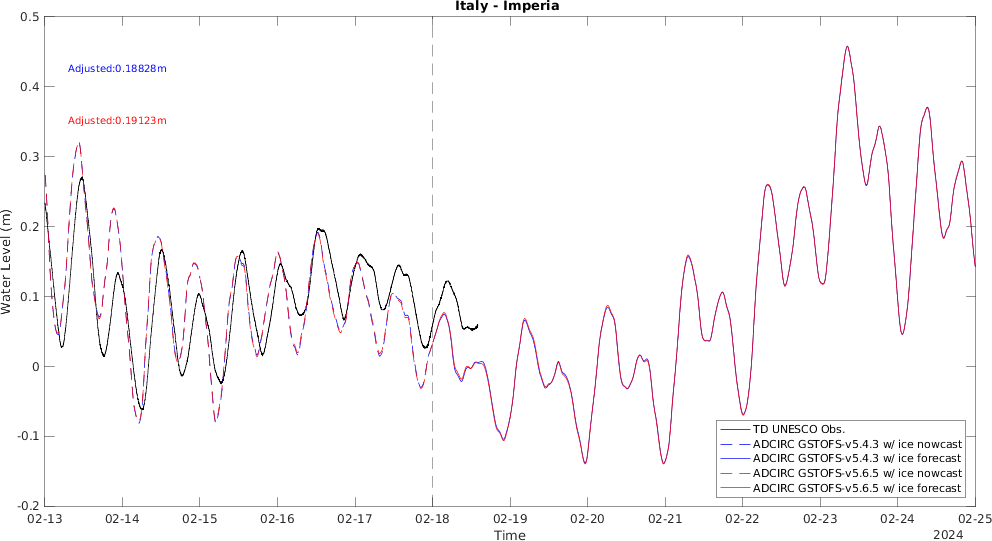 Italy - Imperia
Adjusted:0.18828m
Adjusted:0.19123m
Water Level (m)
0.5
0.4
0.3
0.2
0.1
0
-0.1
-0.2
TD UNESCO Obs.
ADCIRC GSTOFS-v5.4.3 w/ ice nowcast
ADCIRC GSTOFS-v5.4.3 w/ ice forecast
ADCIRC GSTOFS-v5.6.5 w/ ice nowcast
ADCIRC GSTOFS-v5.6.5 w/ ice forecast
02-13 02-14 02-15 02-16 02-17 02-18 02-19 02-20 02-21 02-22 02-23 02-24 02-25
Time
2024